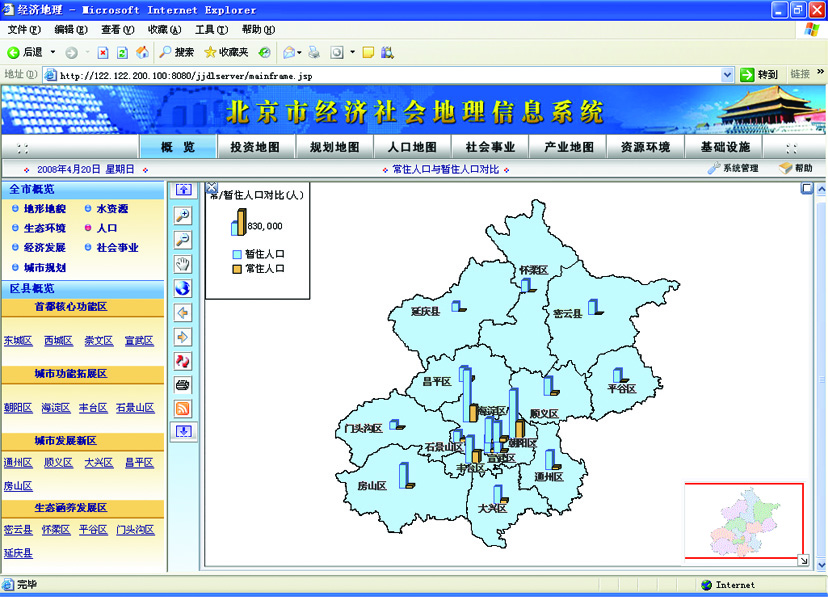 经济地理 - Microsoft Internet Explorer
文件(F) 编辑(E) 查看(V) 收藏(A) 工具(T) 帮助(H)
后退 搜索 收藏夹
地址(D) http://122.122.200.100:8080/jjdlserver/mainframe.jsp 转到 链接 »
北京市经济社会地理信息系统
概 览 投资地图 规划地图 人口地图 社会事业 产业地图 资源环境 基础设施
2008年4月20日 星期日 常住人口与暂住人口对比 系统管理 帮助
全市概览
地形地貌 水资源
生态环境 人口
经济发展 社会事业
城市规划
区县概览
首都核心功能区
东城区 西城区 崇文区 宣武区
城市功能拓展区
朝阳区 海淀区 丰台区 石景山区
城市发展新区
通州区 顺义区 大兴区 昌平区
房山区
生态涵养发展区
密云县 怀柔区 平谷区 门头沟区
延庆县
常/暂住人口对比(人)
830,000
暂住人口
常住人口
怀柔区
延庆县
密云县
昌平区
平谷区
海淀区
顺义区
门头沟区
石景山区
朝阳区
宣武区
丰台区
通州区
房山区
大兴区
完毕 Internet